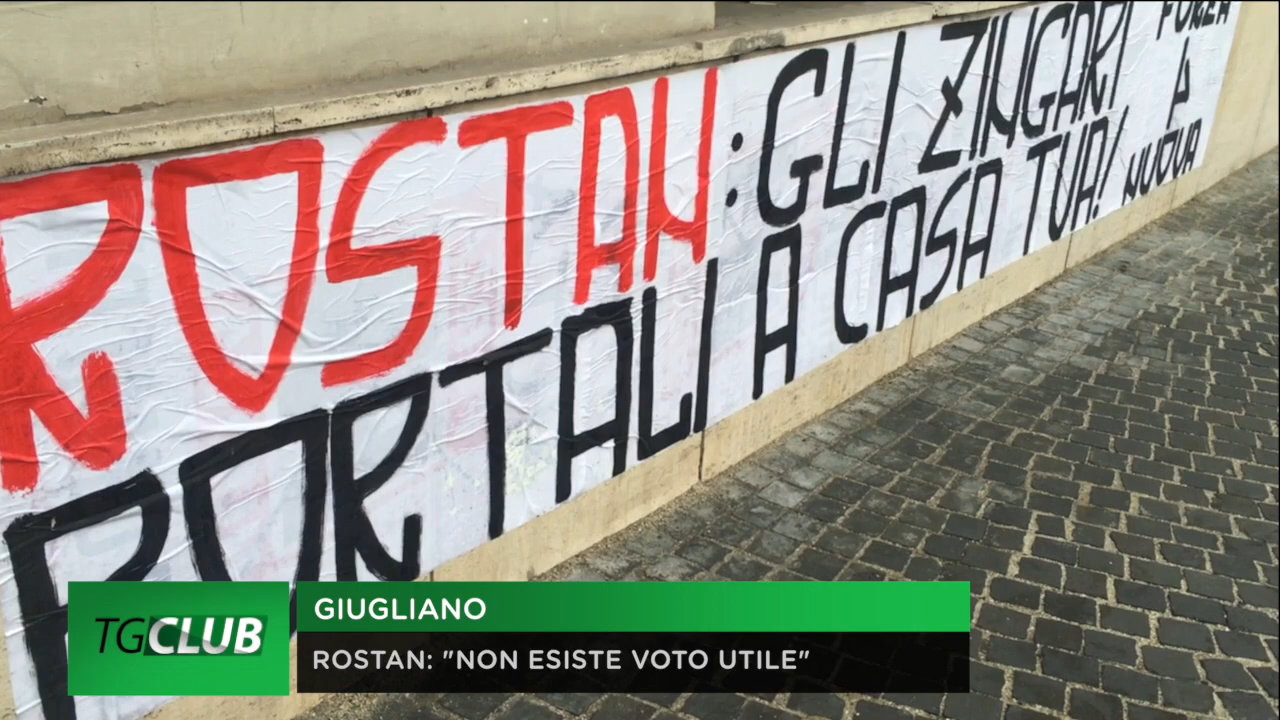 ROSTAN: GLI ZINGARI
PORTALI A CASA TUA!
FORZA
NUOVA
TGCLUB
GIUGLIANO
ROSTAN: "NON ESISTE VOTO UTILE"